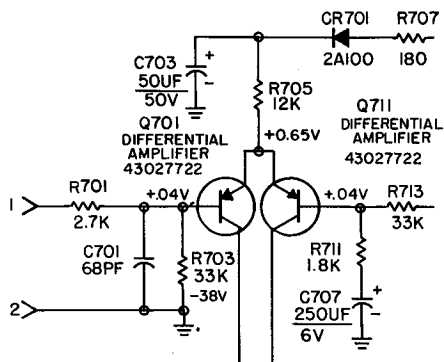 CR701
R707
2A100
180
C703
50UF
50V
+
−
R705
12K
Q701
DIFFERENTIAL
AMPLIFIER
43027722
Q711
DIFFERENTIAL
AMPLIFIER
43027722
+0.65V
1
R701
2.7K
+.04V
+.04V
R713
33K
C701
68PF
R703
33K
-38V
R711
1.8K
2
C707
250UF
6V
+
−